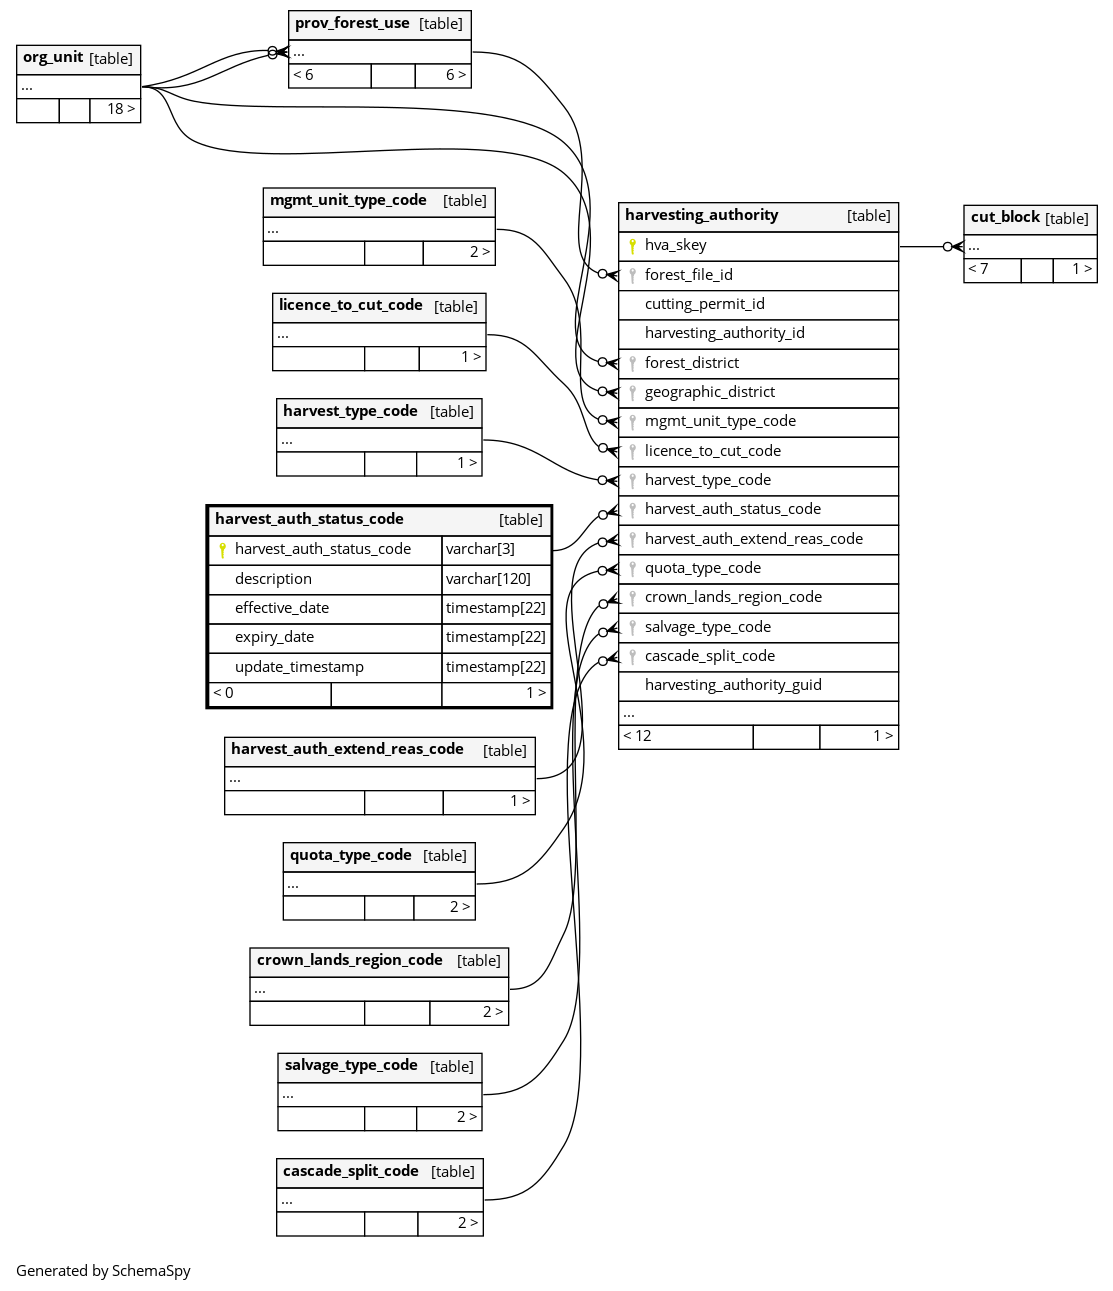 prov_forest_use [table]
...
< 6 6 >
org_unit [table]
...
18 >
mgmt_unit_type_code [table]
...
2 >
licence_to_cut_code [table]
...
1 >
harvest_type_code [table]
...
1 >
harvest_auth_status_code [table]
harvest_auth_status_code varchar[3]
description varchar[120]
effective_date timestamp[22]
expiry_date timestamp[22]
update_timestamp timestamp[22]
< 0 1 >
harvest_auth_extend_reas_code [table]
...
1 >
quota_type_code [table]
...
2 >
crown_lands_region_code [table]
...
2 >
salvage_type_code [table]
...
2 >
cascade_split_code [table]
...
2 >
harvesting_authority [table]
hva_skey
forest_file_id
cutting_permit_id
harvesting_authority_id
forest_district
geographic_district
mgmt_unit_type_code
licence_to_cut_code
harvest_type_code
harvest_auth_status_code
harvest_auth_extend_reas_code
quota_type_code
crown_lands_region_code
salvage_type_code
cascade_split_code
harvesting_authority_guid
...
< 12 1 >
cut_block [table]
...
< 7 1 >
Generated by SchemaSpy